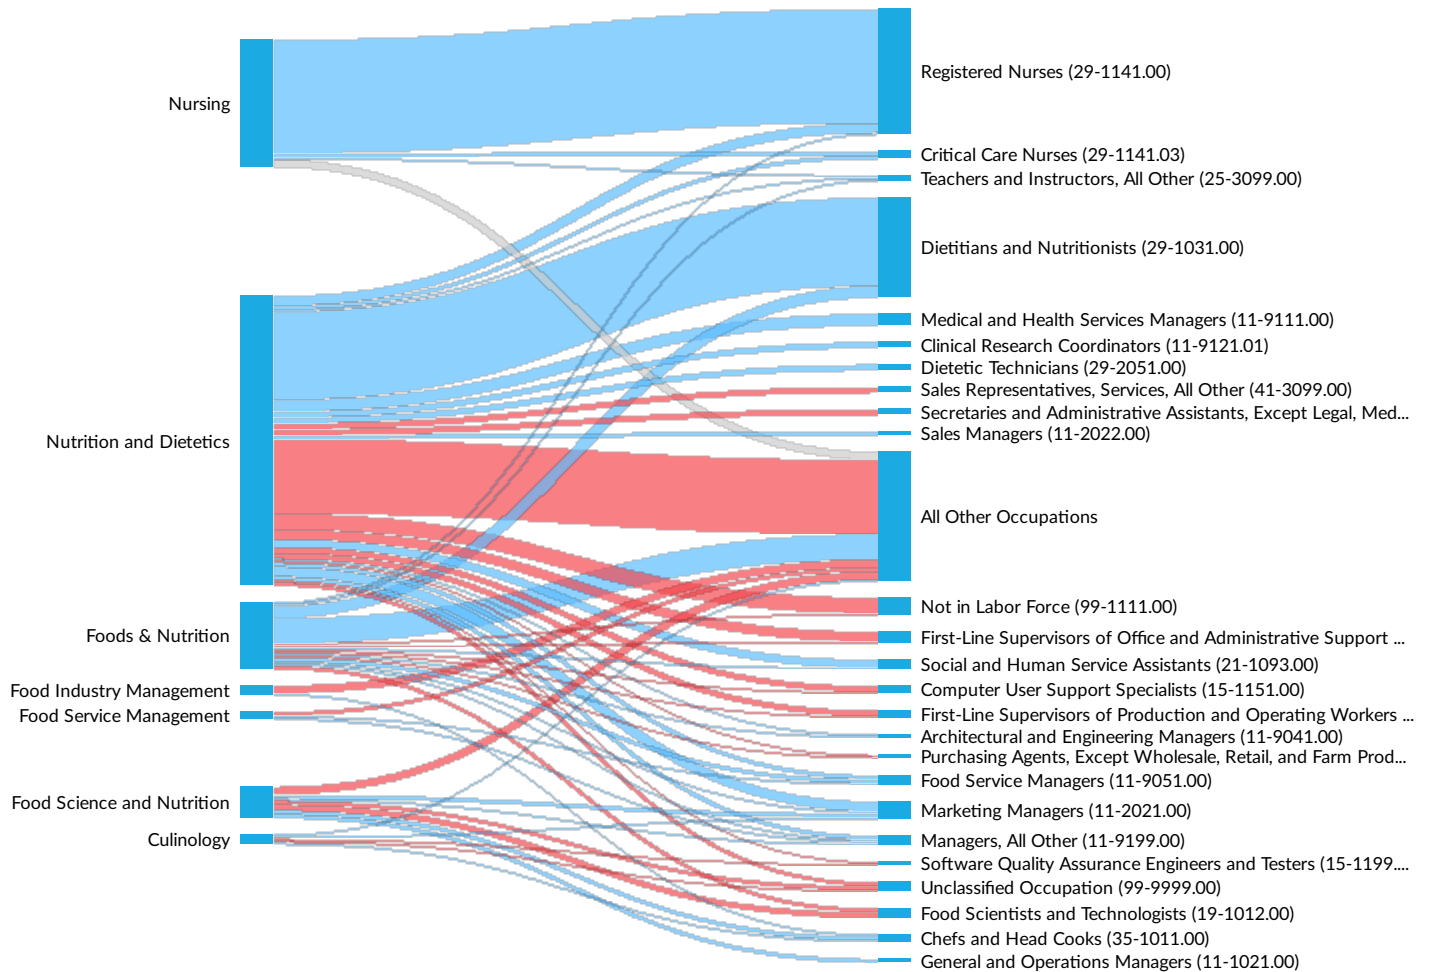 Nursing
Nutrition and Dietetics
Foods & Nutrition
Food Industry Management
Food Service Management
Food Science and Nutrition
Culinology
Registered Nurses (29-1141.00)
Critical Care Nurses (29-1141.03)
Teachers and Instructors, All Other (25-3099.00)
Dietitians and Nutritionists (29-1031.00)
Medical and Health Services Managers (11-9111.00)
Clinical Research Coordinators (11-9121.01)
Dietetic Technicians (29-2051.00)
Sales Representatives, Services, All Other (41-3099.00)
Secretaries and Administrative Assistants, Except Legal, Med...
Sales Managers (11-2022.00)
All Other Occupations
Not in Labor Force (99-1111.00)
First-Line Supervisors of Office and Administrative Support ...
Social and Human Service Assistants (21-1093.00)
Computer User Support Specialists (15-1151.00)
First-Line Supervisors of Production and Operating Workers ...
Architectural and Engineering Managers (11-9041.00)
Purchasing Agents, Except Wholesale, Retail, and Farm Prod...
Food Service Managers (11-9051.00)
Marketing Managers (11-2021.00)
Managers, All Other (11-9199.00)
Software Quality Assurance Engineers and Testers (15-1199....
Unclassified Occupation (99-9999.00)
Food Scientists and Technologists (19-1012.00)
Chefs and Head Cooks (35-1011.00)
General and Operations Managers (11-1021.00)